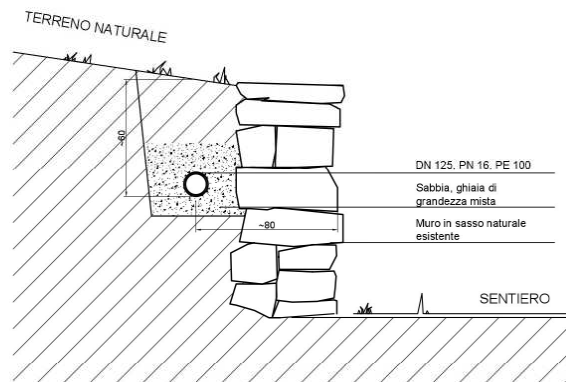 TERRENO NATURALE
~60
DN 125. PN 16. PE 100
Sabbia, ghiaia di
grandezza mista
~80
Muro in sasso naturale
esistente
SENTIERO